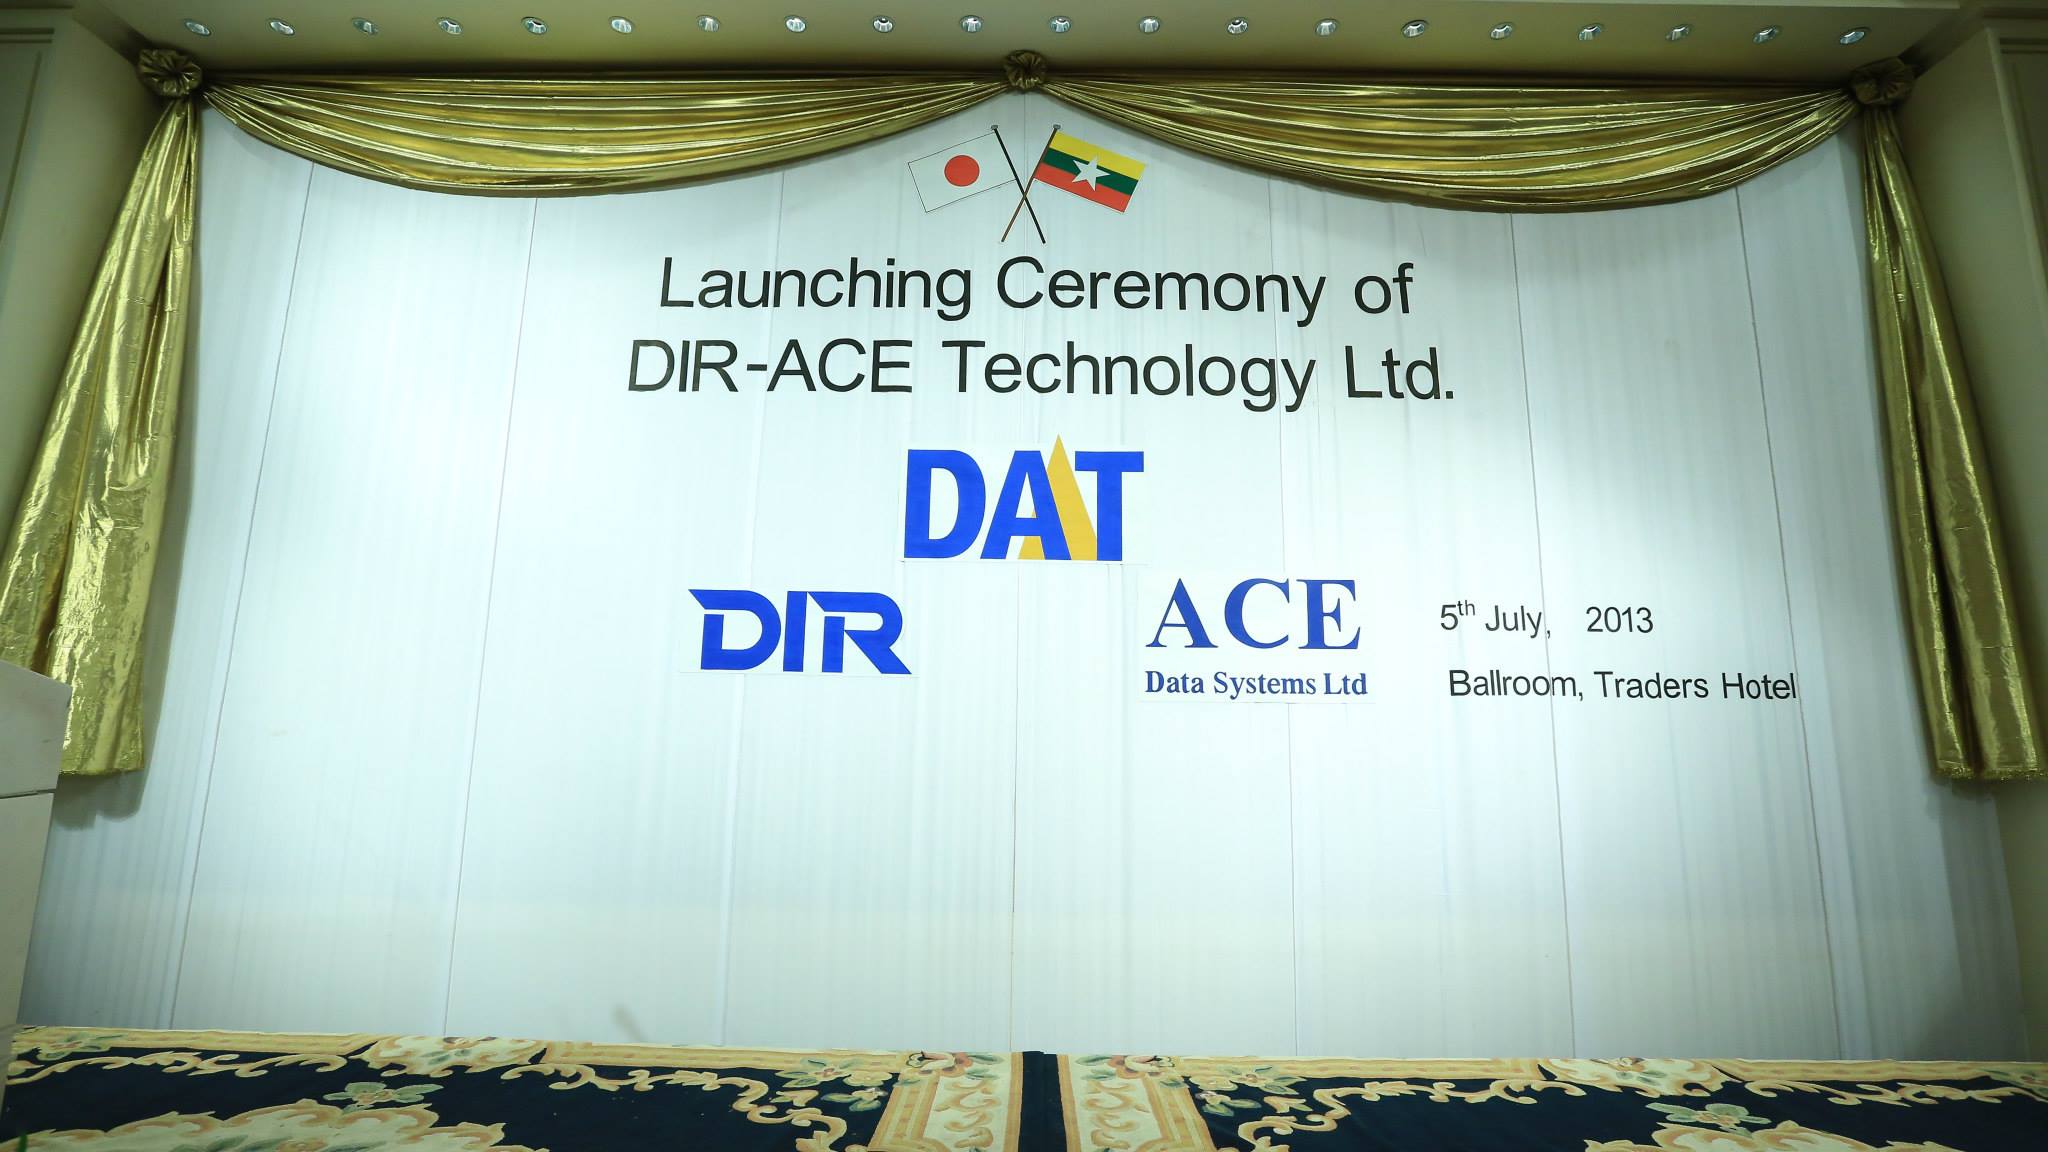 Launching Ceremony of
DIR-ACE Technology Ltd.
DAT
DIR
ACE
Data Systems Ltd
5th July, 2013
Ballroom, Traders Hotel